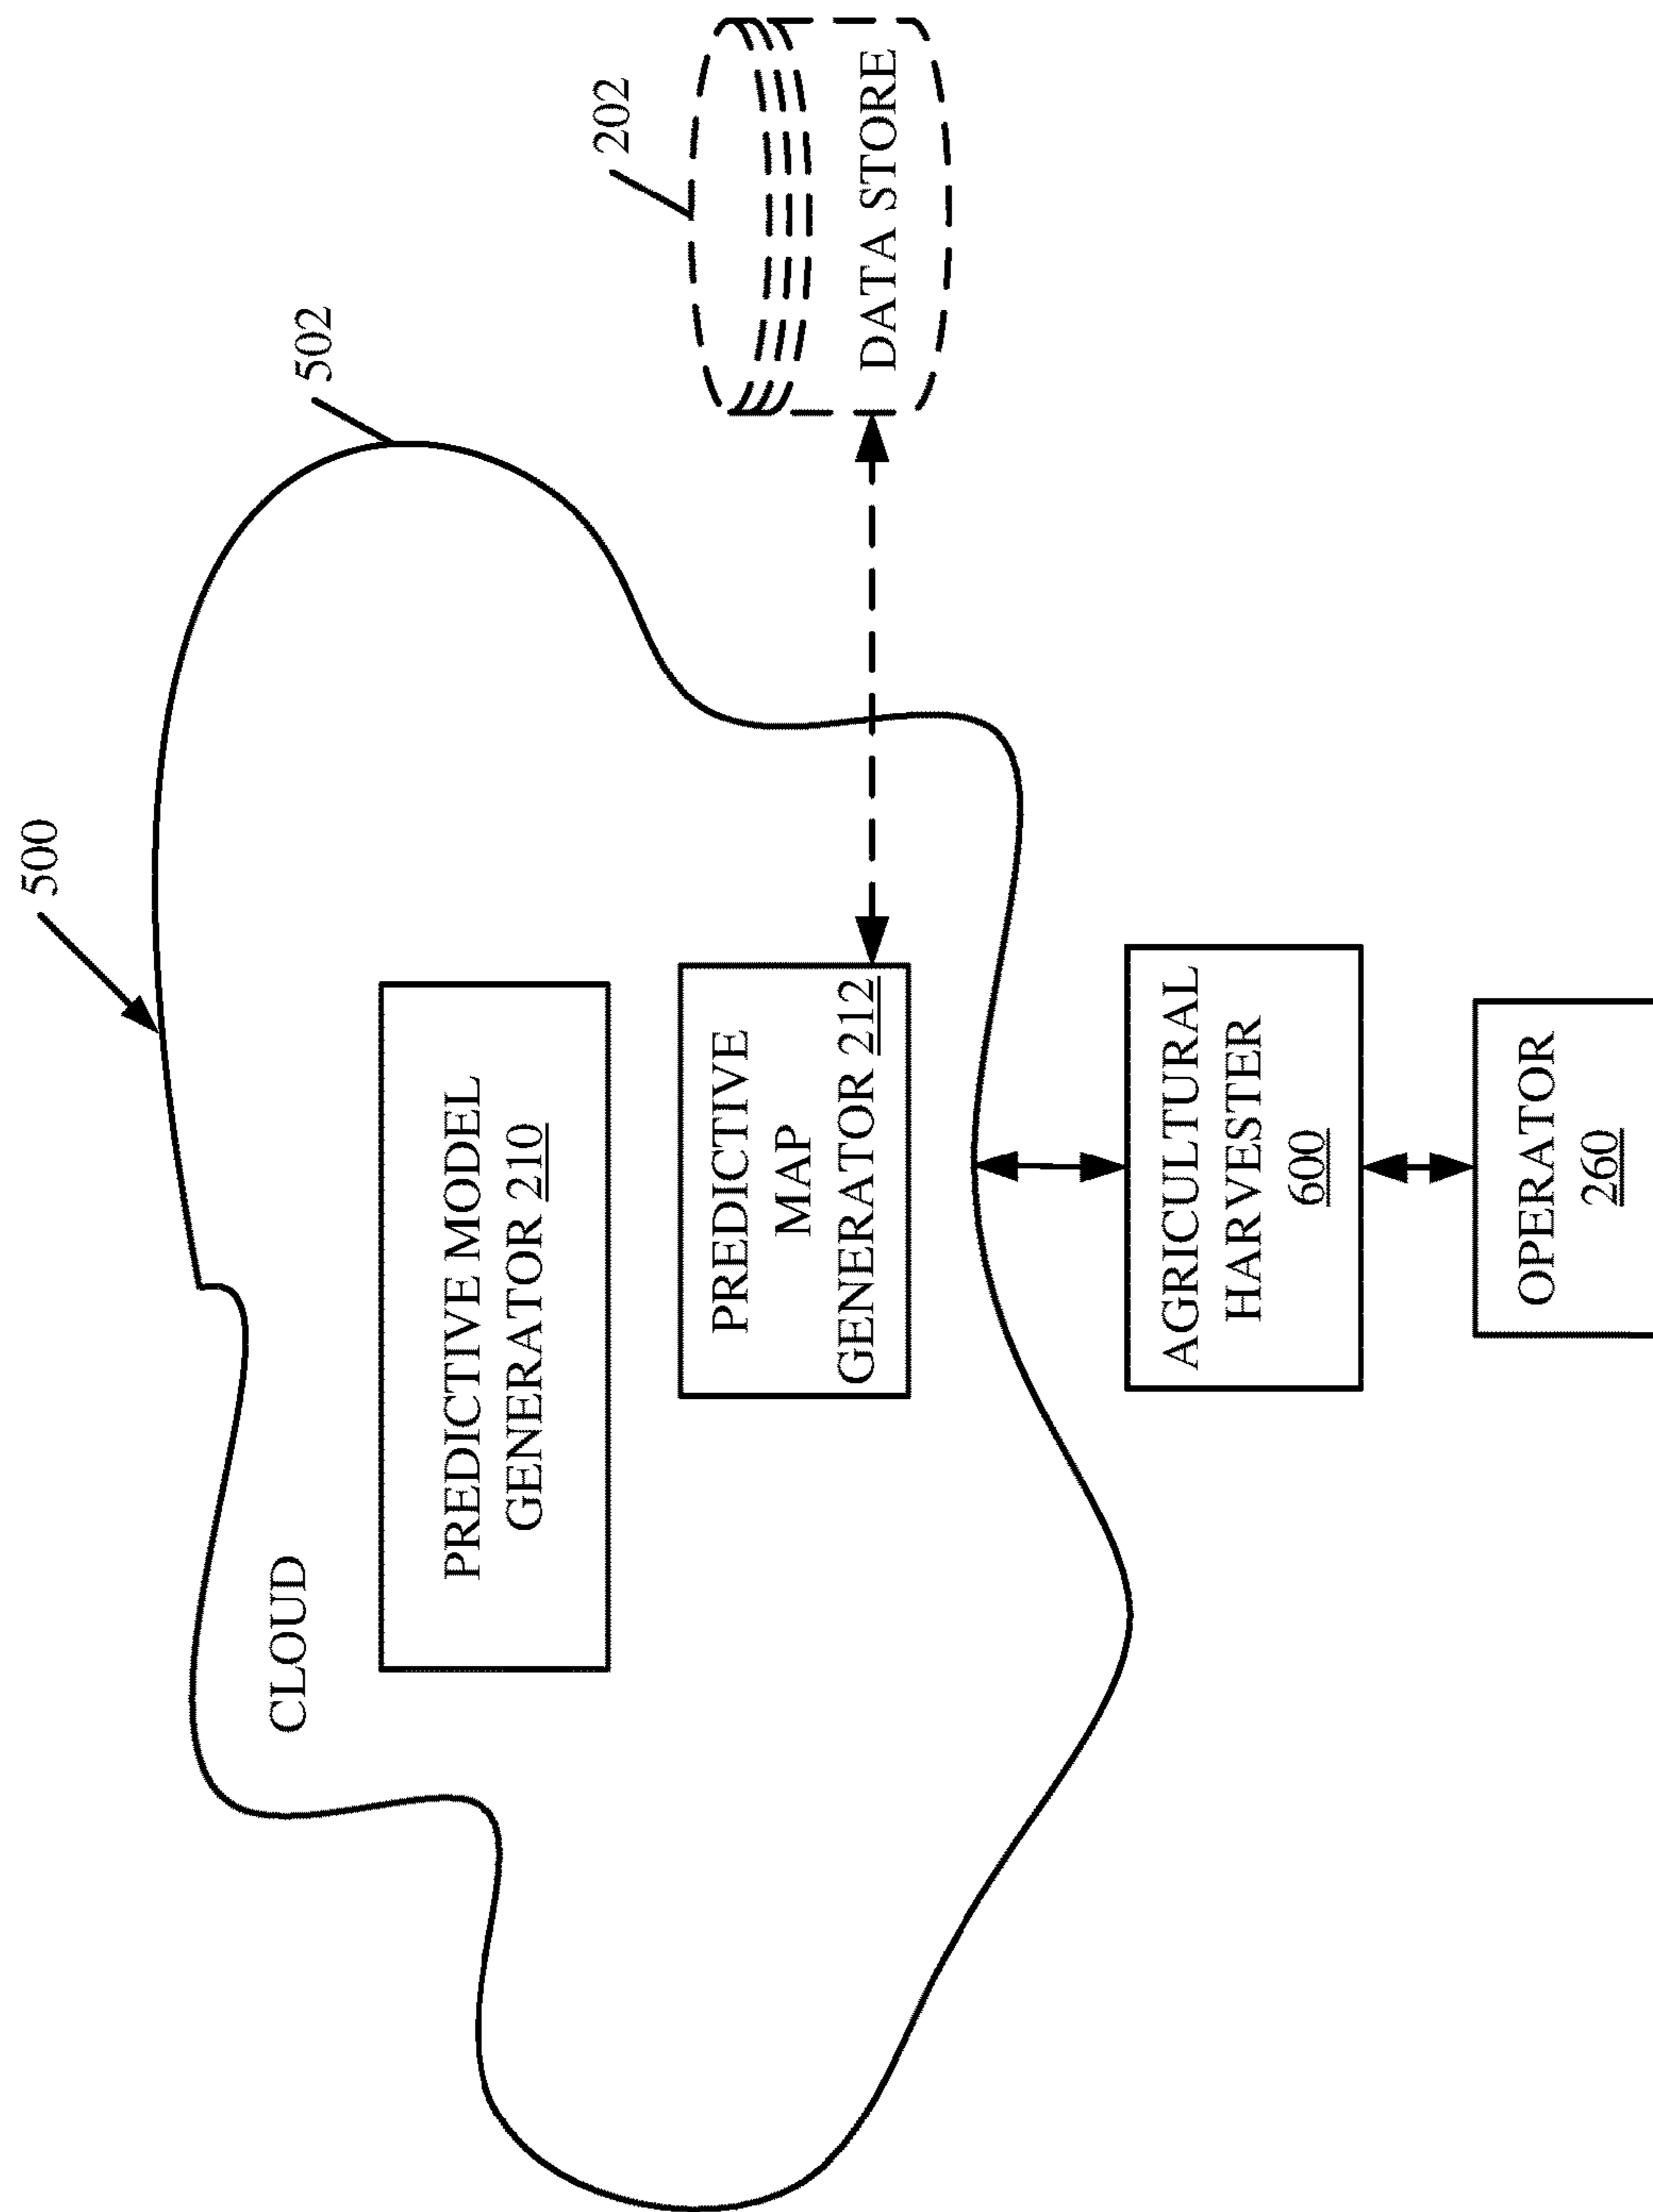 500
502
CLOUD
202
PREDICTIVE MODEL
GENERATOR 210
PREDICTIVE
MAP
GENERATOR 212
DATA STORE
AGRICULTURAL
HARVESTER
600
OPERATOR
260